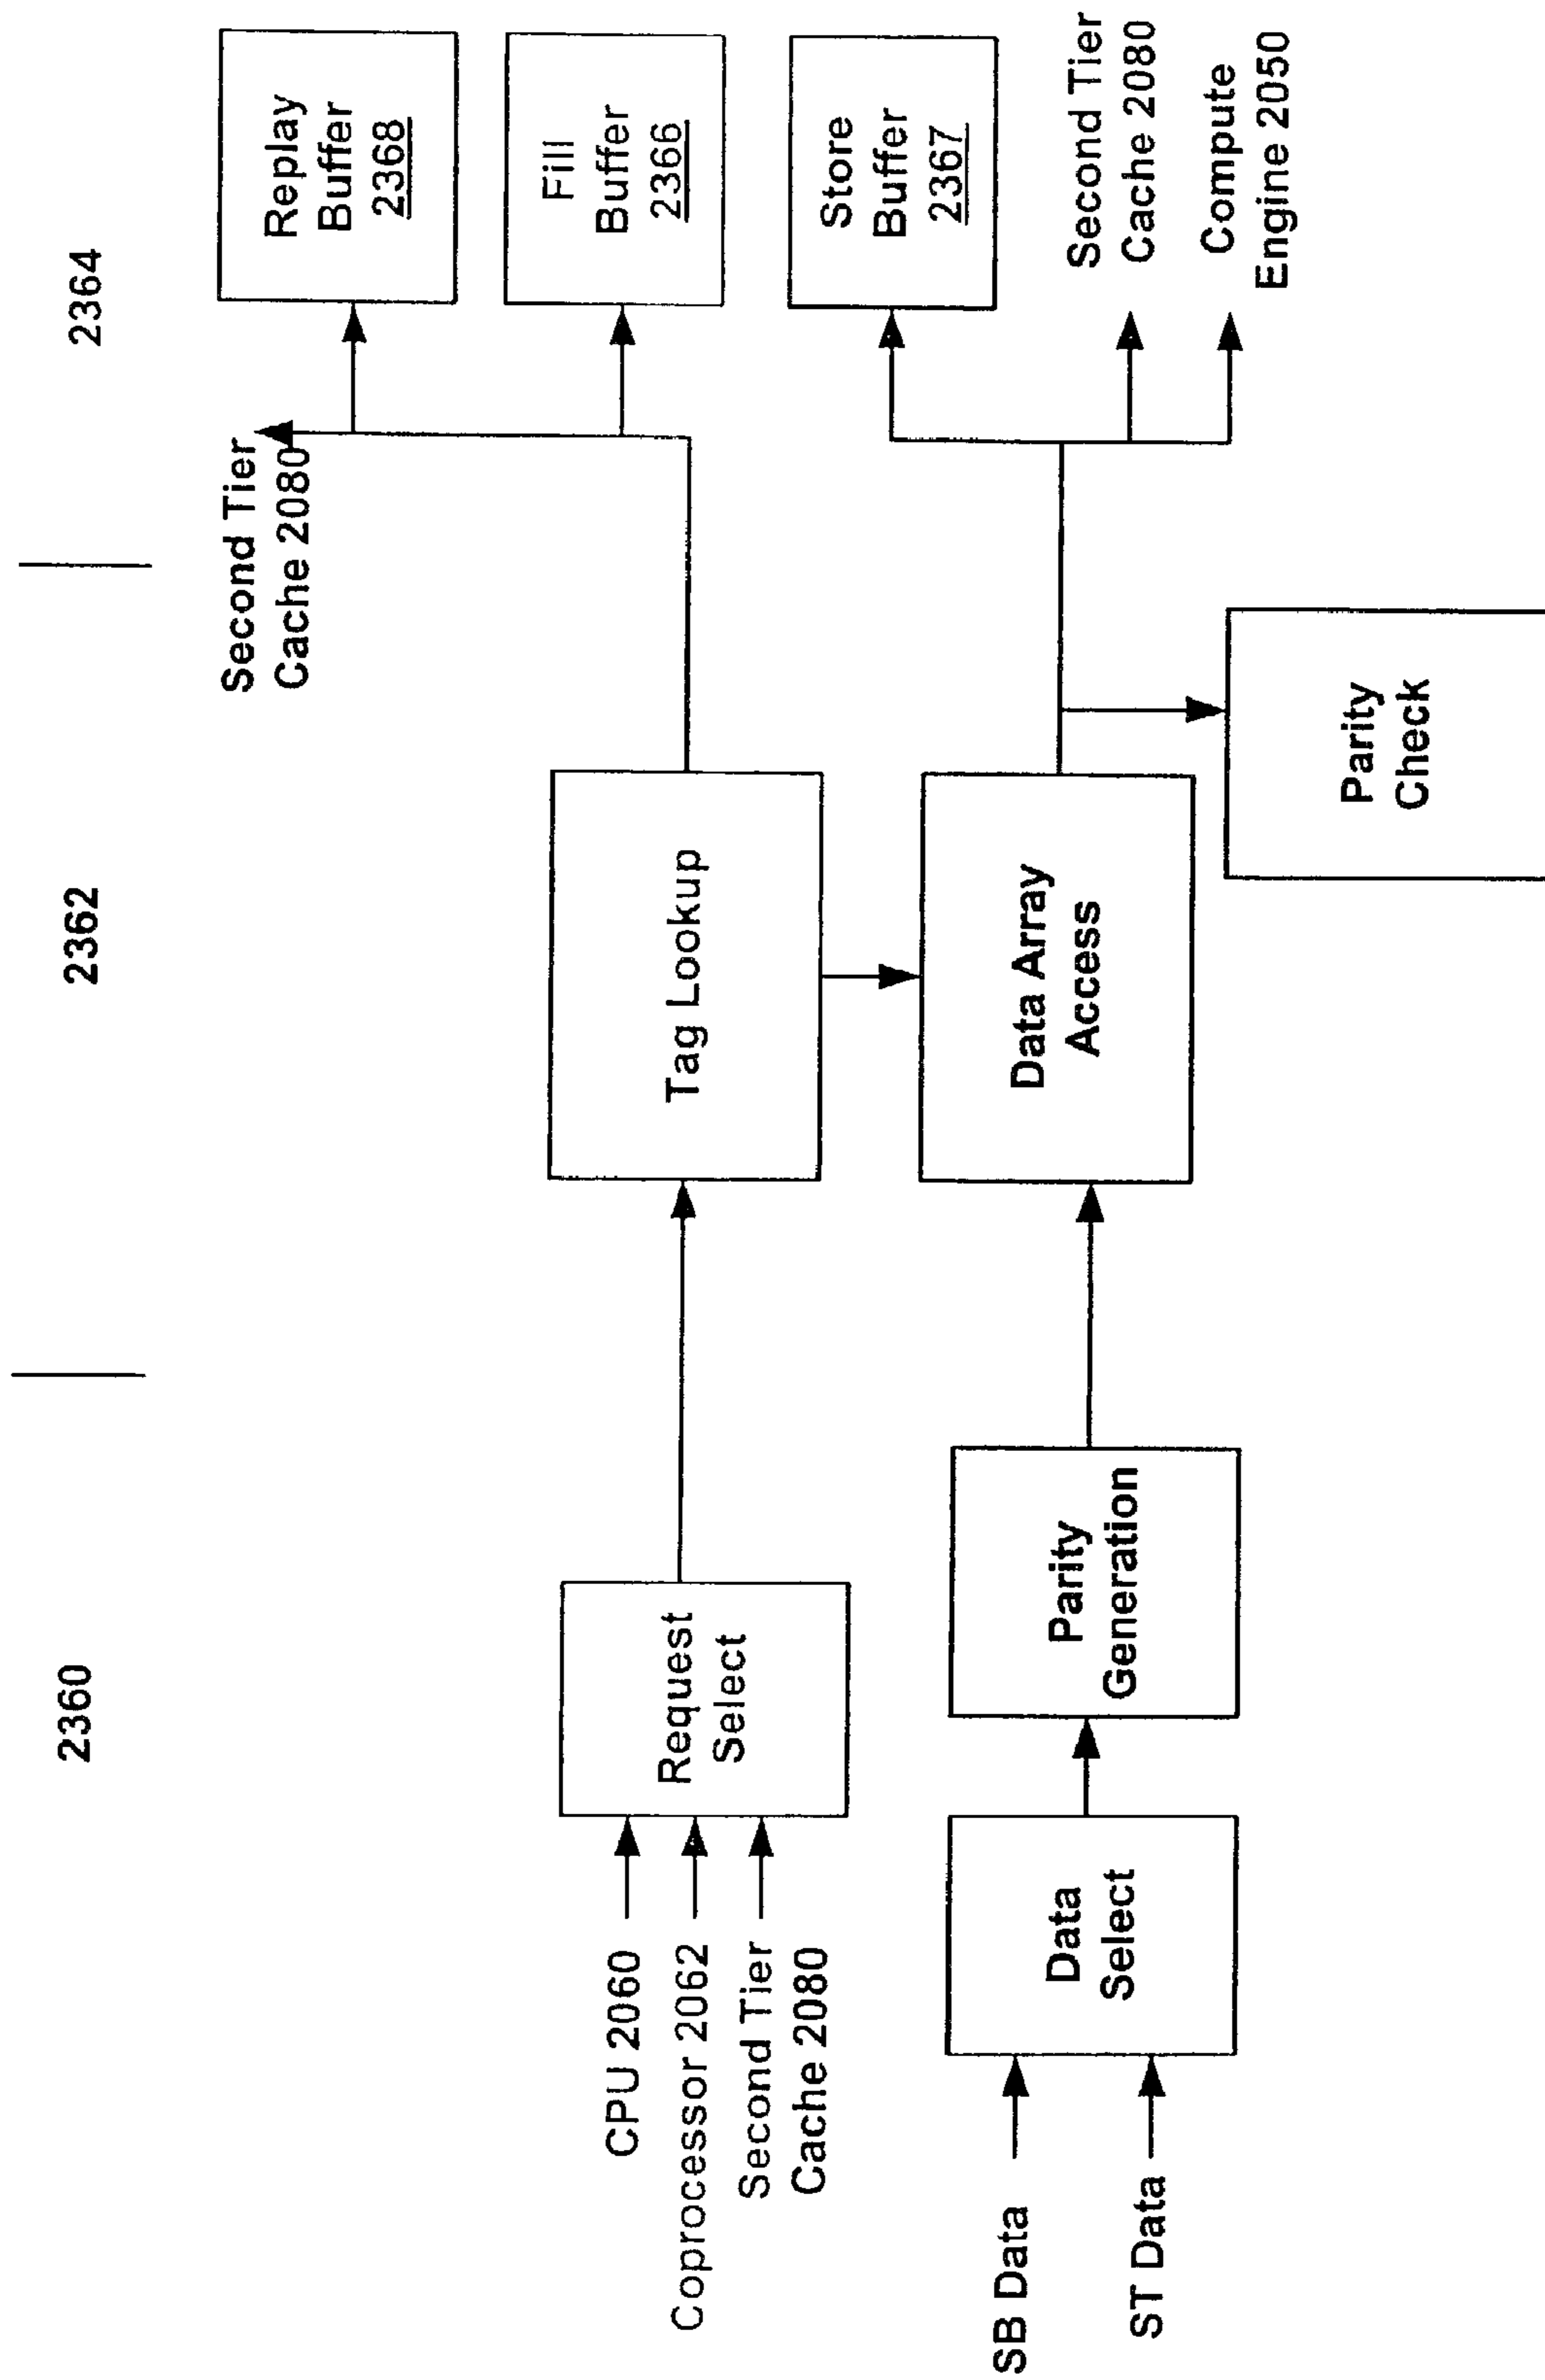 2360
2362
2364
CPU 2060
Coprocessor 2062
Second Tier
Cache 2080
Request
Select
Tag Lookup
Second Tier
Cache 2080
Replay
Buffer
2368
Fill
Buffer
2366
SB Data
ST Data
Data
Select
Parity
Generation
Data Array
Access
Parity
Check
Store
Buffer
2367
Second Tier
Cache 2080
Compute
Engine 2050